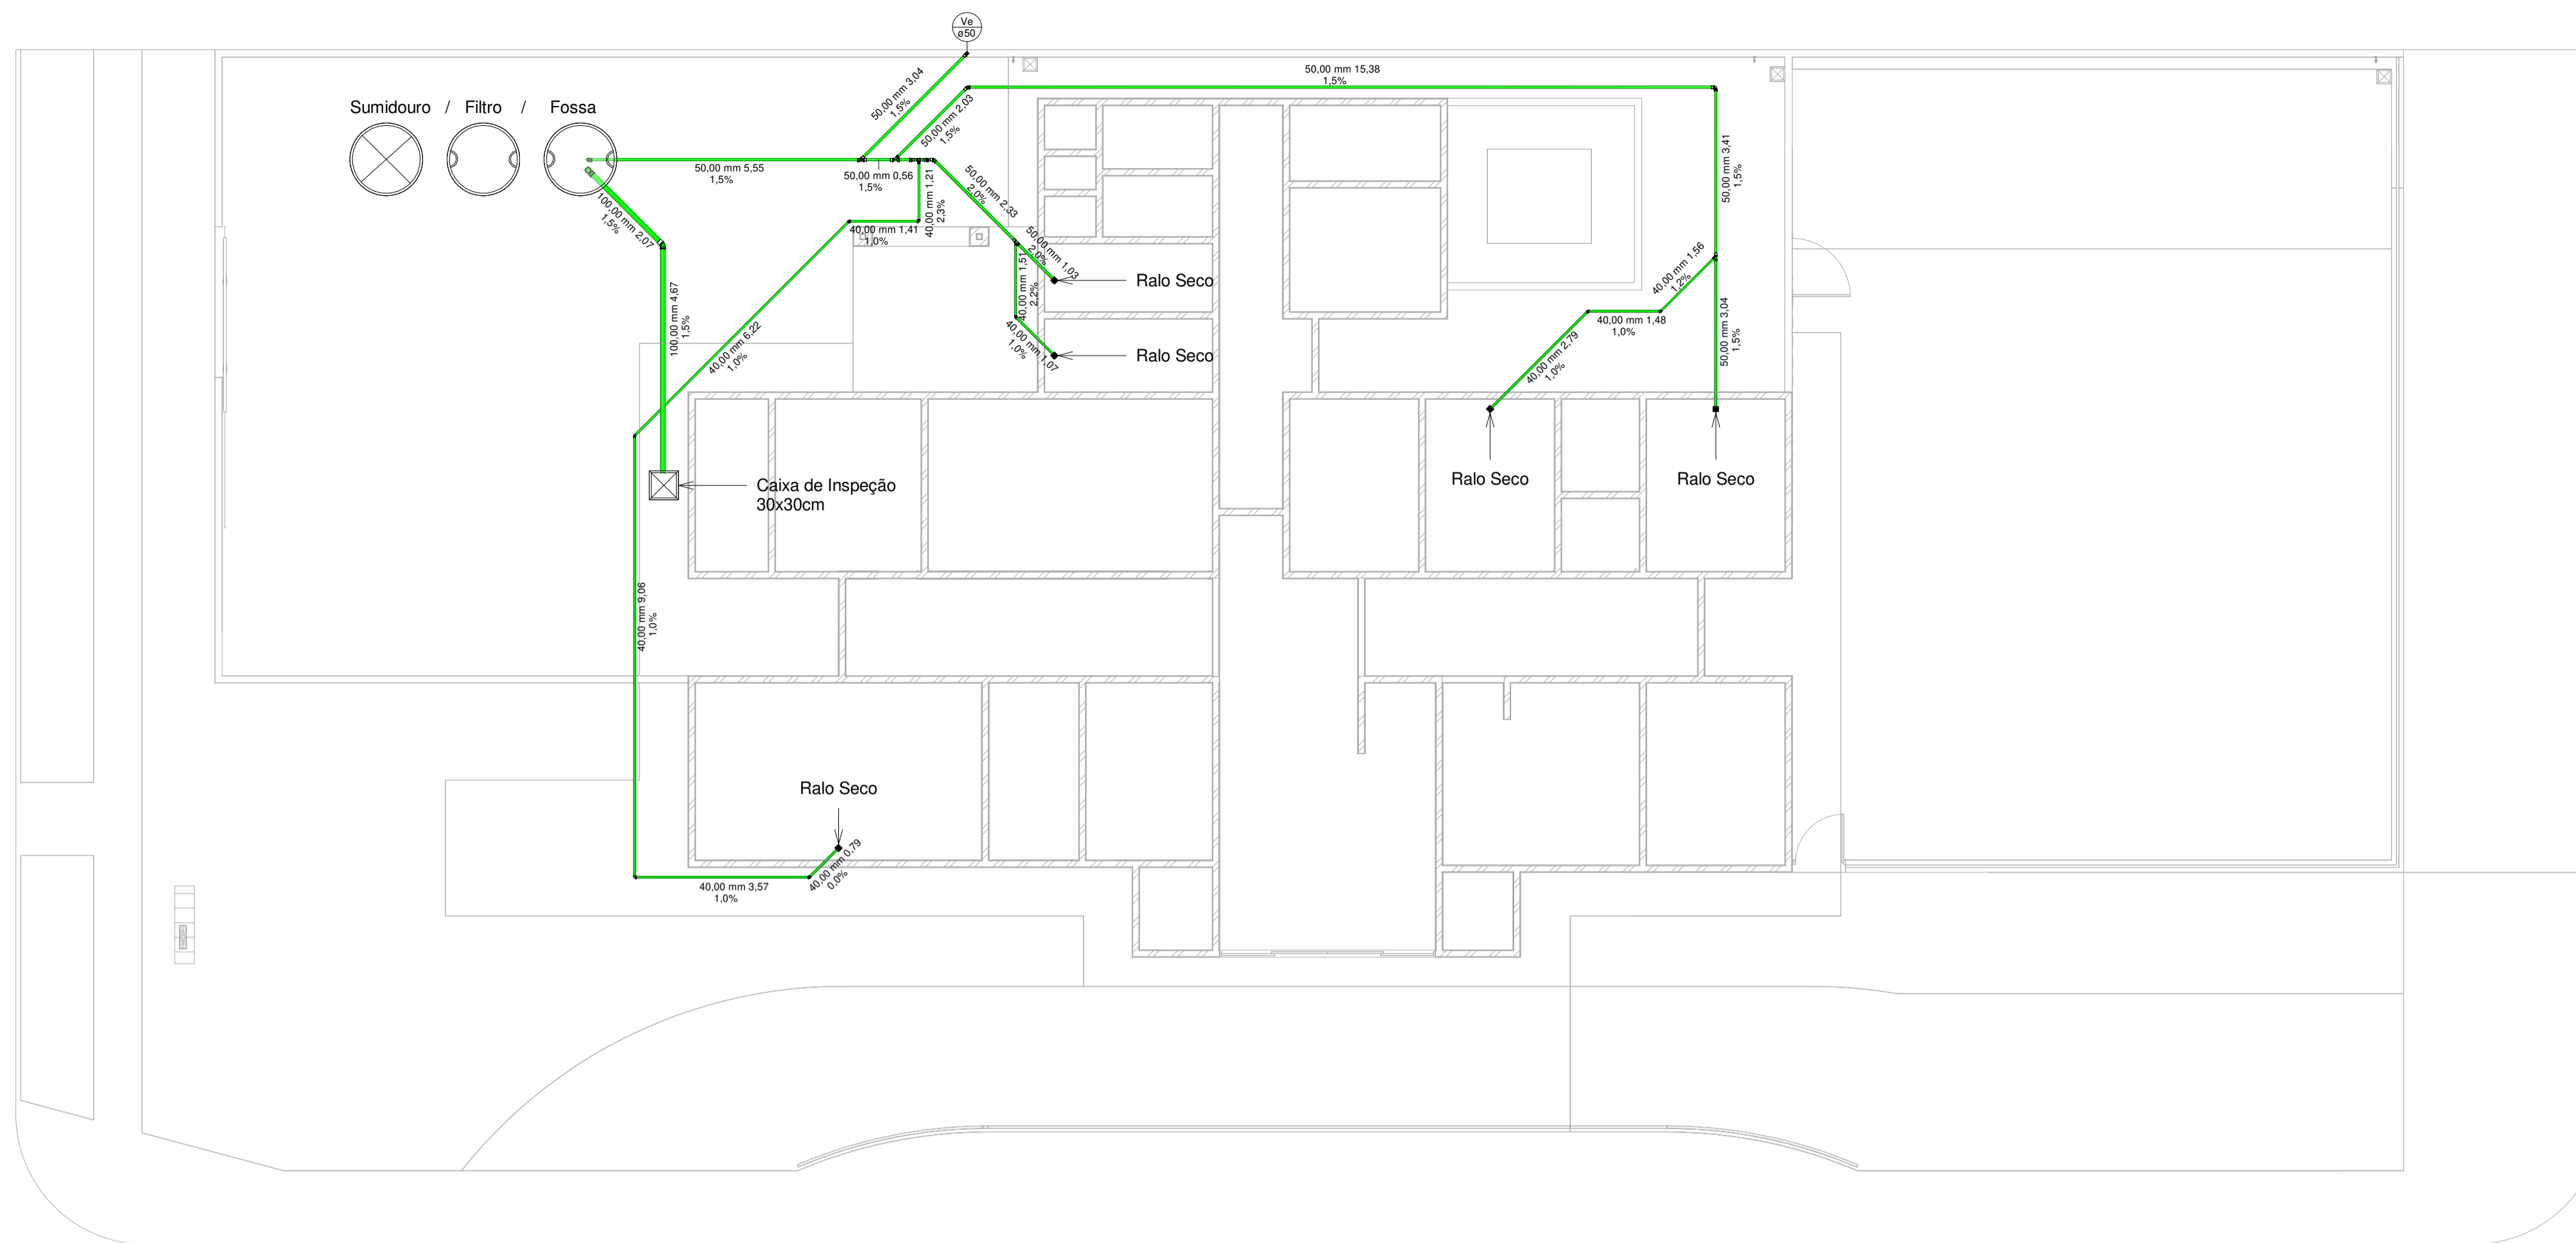 Ve
ø50
50,00 mm 3,04
1,5%
50,00 mm 2,03
1,5%
50,00 mm 15,38
1,5%
Sumidouro / Filtro / Fossa
50,00 mm 5,55
1,5%
50,00 mm 0,56
1,5%
40,00 mm 1,21
2,3%
50,00 mm 2,33
2,0%
50,00 mm 3,41
1,5%
100,00 mm 2,07
1,5%
40,00 mm 1,41
1,0%
50,00 mm 1,03
2,0%
40,00 mm 1,51
2,2%
Ralo Seco
40,00 mm 1,56
1,2%
100,00 mm 4,67
1,5%
40,00 mm 6,22
1,0%
40,00 mm 1,07
1,0%
Ralo Seco
40,00 mm 2,79
1,0%
40,00 mm 1,48
1,0%
50,00 mm 3,04
1,5%
Caixa de Inspeção
30x30cm
Ralo Seco
Ralo Seco
40,00 mm 9,06
1,0%
Ralo Seco
40,00 mm 0,79
0,0%
40,00 mm 3,57
1,0%